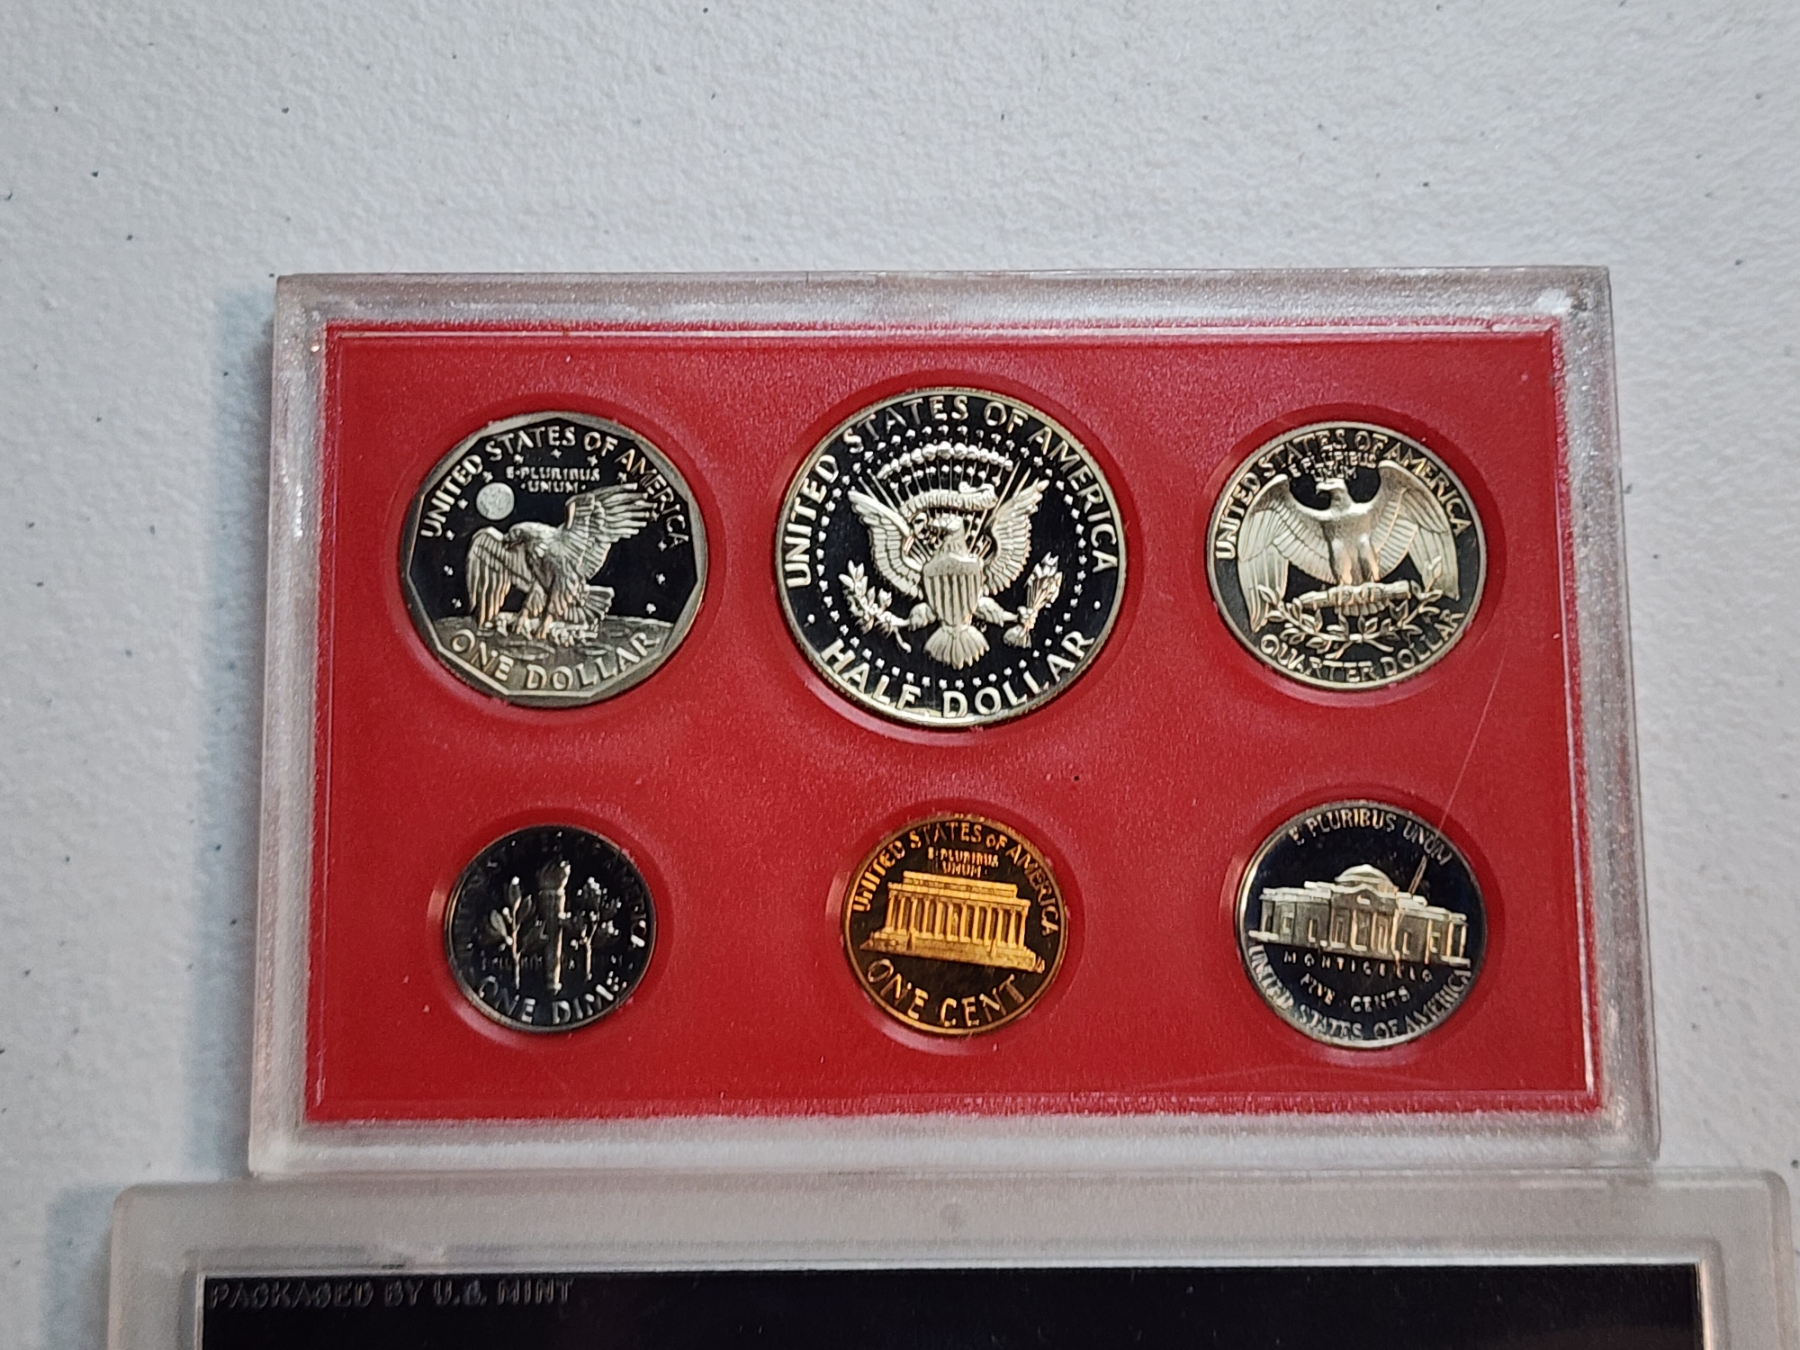 UNITED STATES OF AMERICA
E·PLURIBUS
·UNUM·
ONE DOLLAR
UNITED STATES OF AMERICA
HALF DOLLAR
UNITED STATES OF AMERICA
E PLURIBUS
UNUM
QUARTER DOLLAR
AMERICA
ONE DIME
UNITED STATES OF AMERICA
E·PLURIBUS
UNUM·
ONE CENT
E PLURIBUS UNUM
MONTICELLO
FIVE CENTS
UNITED STATES OF AMERICA
PACKAGED BY U.S. MINT